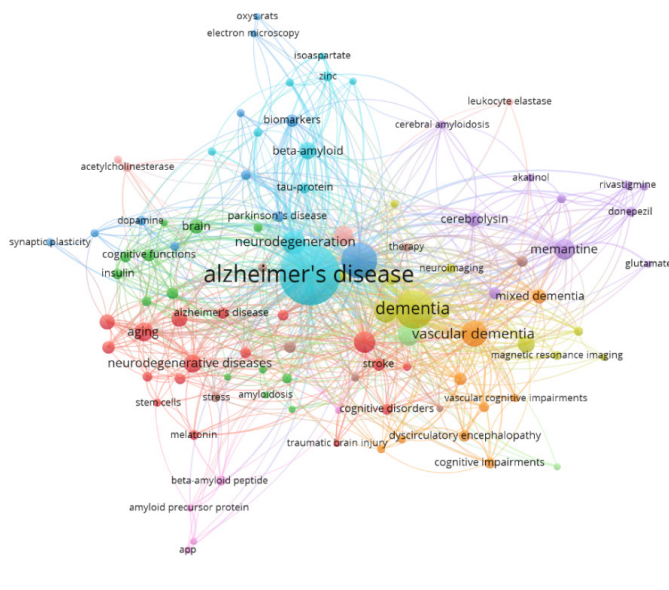 oxys rats
electron microscopy
isoaspartate
zinc
leukocyte elastase
biomarkers
cerebral amyloidosis
beta-amyloid
acetylcholinesterase
akatinol
rivastigmine
tau-protein
donepezil
parkinson's disease
dopamine
cerebrolysin
brain
synaptic plasticity
neurodegeneration
therapy
memantine
cognitive functions
glutamate
insulin
alzheimer's disease
neuroimaging
mixed dementia
dementia
alzheimer's disease
aging
vascular dementia
magnetic resonance imaging
neurodegenerative diseases
stroke
stem cells
stress
amyloidosis
vascular cognitive impairments
cognitive disorders
melatonin
traumatic brain injury
dyscirculatory encephalopathy
cognitive impairments
beta-amyloid peptide
amyloid precursor protein
app